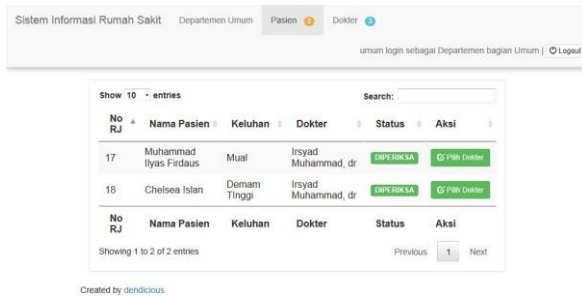 Sistem Informasi Rumah Sakit Departemen Umum Pasien 2 Dokter 3
umum login sebagai Departemen bagian Umum | Logout
Show 10 entries Search:
No RJ Nama Pasien Keluhan Dokter Status Aksi
17 Muhammad Ilyas Firdaus Mual Irsyad Muhammad, dr DIPERIKSA Pilih Dokter
18 Chelsea Islan Demam TInggi Irsyad Muhammad, dr DIPERIKSA Pilih Dokter
No RJ Nama Pasien Keluhan Dokter Status Aksi
Showing 1 to 2 of 2 entries Previous 1 Next
Created by dendicious